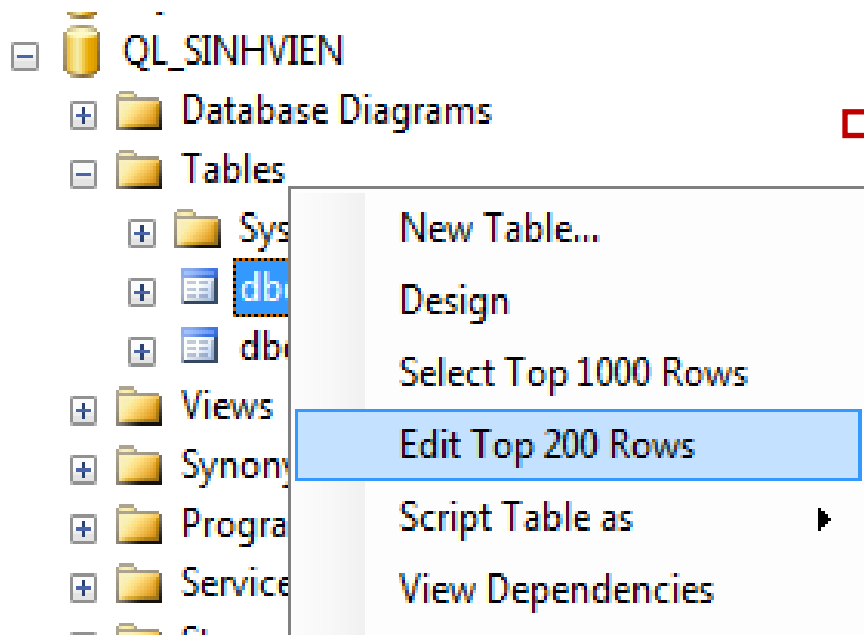 QL_SINHVIEN
Database Diagrams
Tables
New Table...
Design
Select Top 1000 Rows
Edit Top 200 Rows
Script Table as
Views
View Dependencies